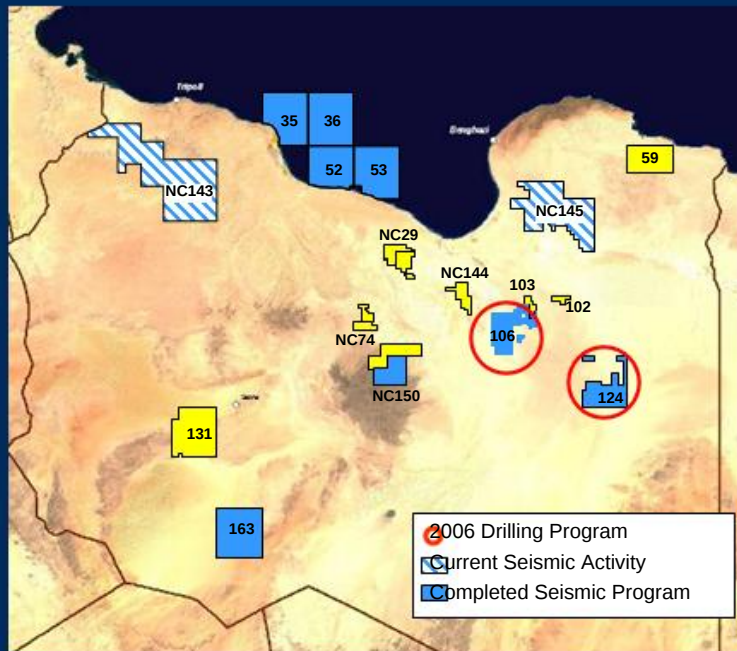 Tripoli
35
36
Benghazi
52
53
59
NC143
NC145
NC29
NC144
103
102
NC74
106
NC150
124
131
163
2006 Drilling Program
Current Seismic Activity
Completed Seismic Program